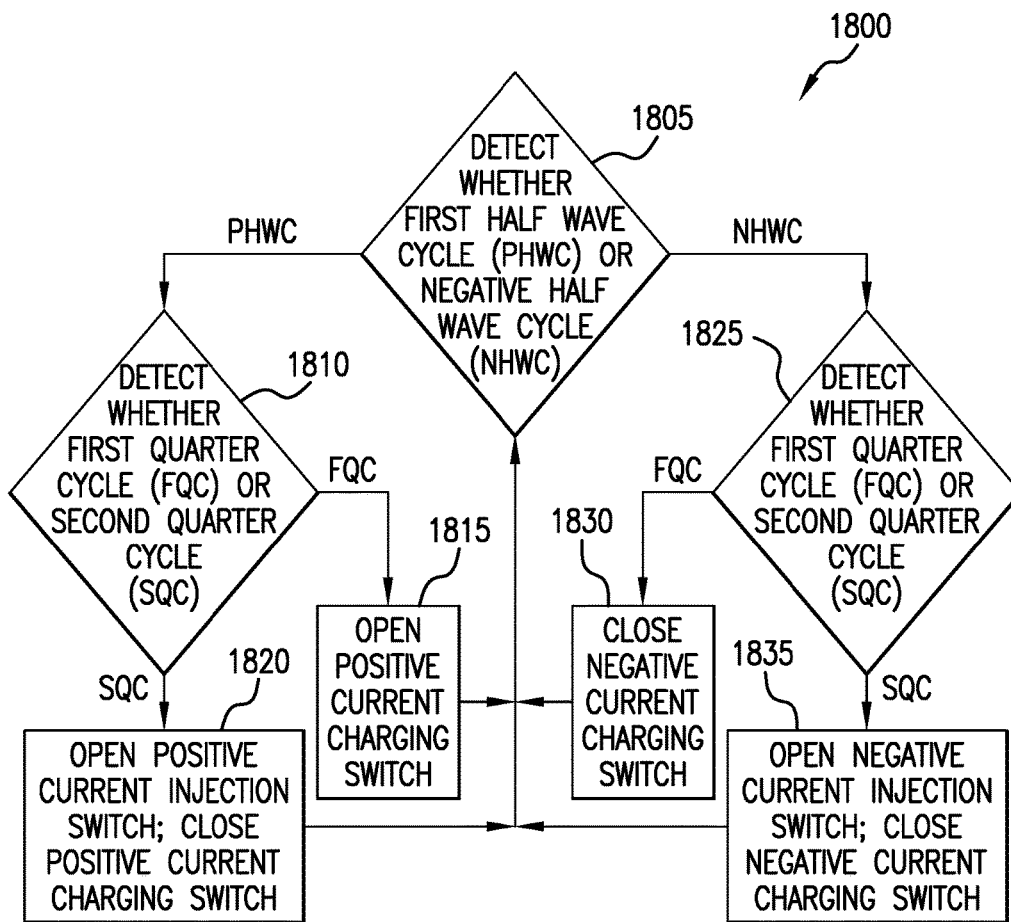 1800
1805
DETECT
WHETHER
FIRST HALF WAVE
CYCLE (PHWC) OR
NEGATIVE HALF
WAVE CYCLE
(NHWC)
PHWC
NHWC
1810
DETECT
WHETHER
FIRST QUARTER
CYCLE (FQC) OR
SECOND QUARTER
CYCLE
(SQC)
1825
DETECT
WHETHER
FIRST QUARTER
CYCLE (FQC) OR
SECOND QUARTER
CYCLE
(SQC)
FQC
FQC
1815
OPEN
POSITIVE
CURRENT
CHARGING
SWITCH
1830
CLOSE
NEGATIVE
CURRENT
CHARGING
SWITCH
SQC
1820
OPEN POSITIVE
CURRENT INJECTION
SWITCH; CLOSE
POSITIVE CURRENT
CHARGING SWITCH
1835
SQC
OPEN NEGATIVE
CURRENT INJECTION
SWITCH; CLOSE
NEGATIVE CURRENT
CHARGING SWITCH